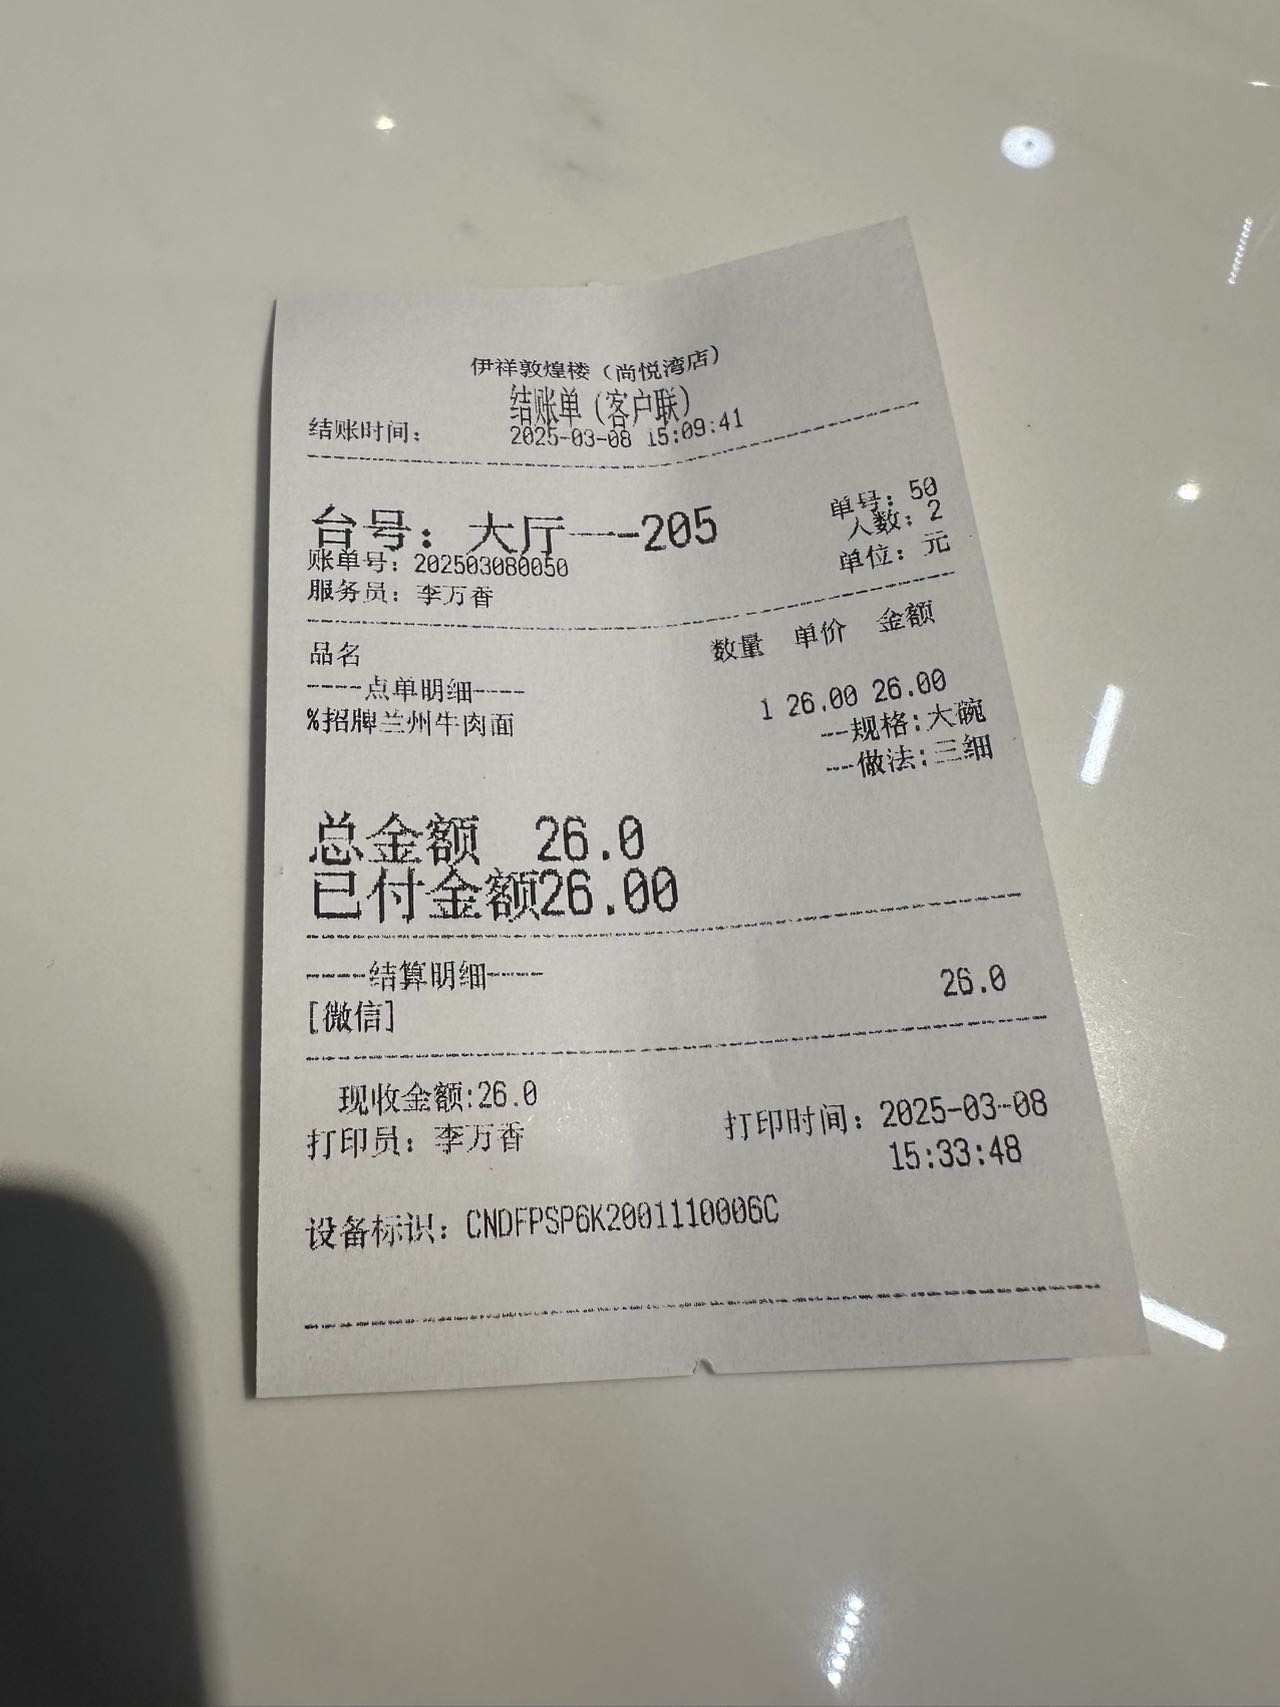 伊祥敦煌楼（尚悦湾店）
结账单（客户联）
结账时间： 2025-03-08 15:09:41
台号：大厅---205 单号：50
人数：2
账单号：202503080050 单位：元
服务员：李万香
品名 数量 单价 金额
----点单明细----
%招牌兰州牛肉面 1 26.00 26.00
--规格:大碗
--做法:三细
总金额 26.0
已付金额26.00
----结算明细----
[微信] 26.0
现收金额:26.0
打印员：李万香 打印时间：2025-03-08
15:33:48
设备标识：CNDFPSP6K2001110006C